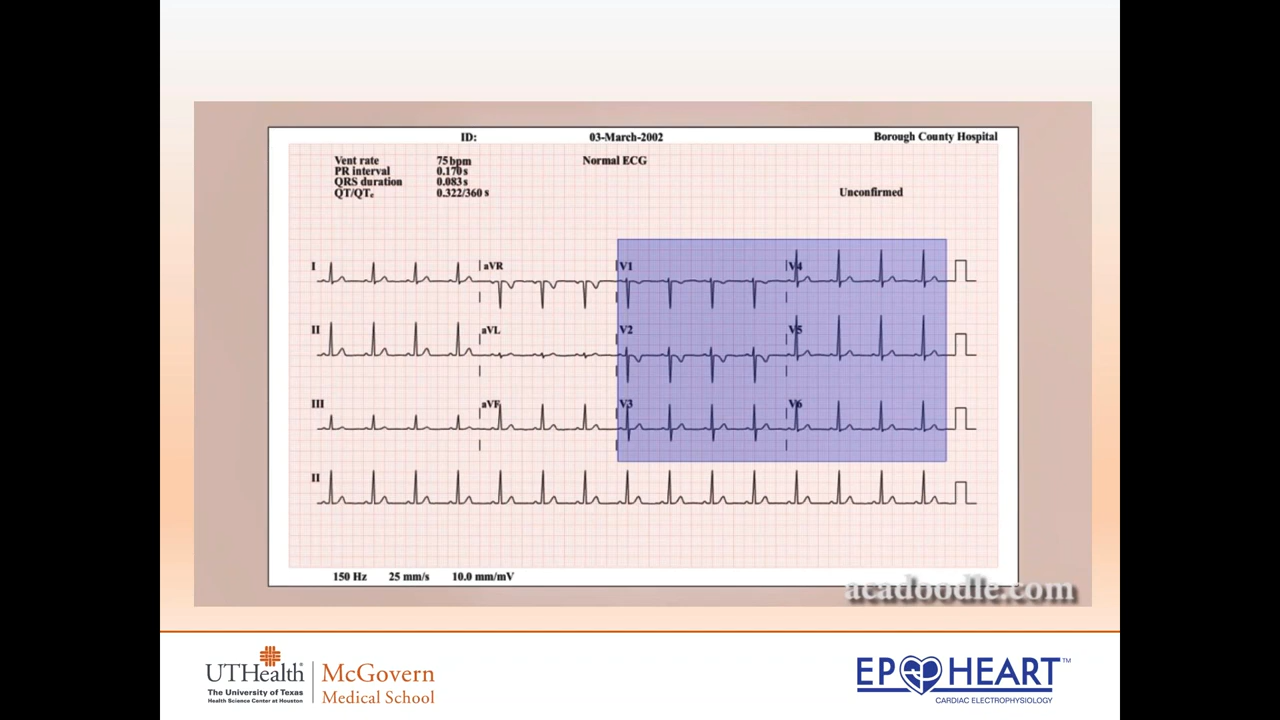 ID: 03-March-2002 Borough County Hospital
Vent rate 75 bpm Normal ECG
PR interval 0.170 s
QRS duration 0.083 s
QT/QTc 0.322/360 s
Unconfirmed
I aVR V1 V4
II aVL V2 V5
III aVF V3 V6
II
150 Hz 25 mm/s 10.0 mm/mV
acadoodle.com
UTHealth®
The University of Texas
Health Science Center at Houston
McGovern
Medical School
EP HEART™
CARDIAC ELECTROPHYSIOLOGY